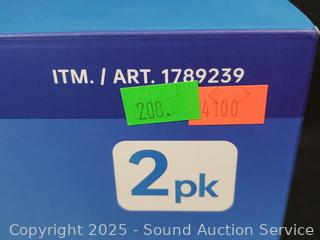 ITM. / ART. 1789239
208.
4100
2pk
Copyright 2025 - Sound Auction Service